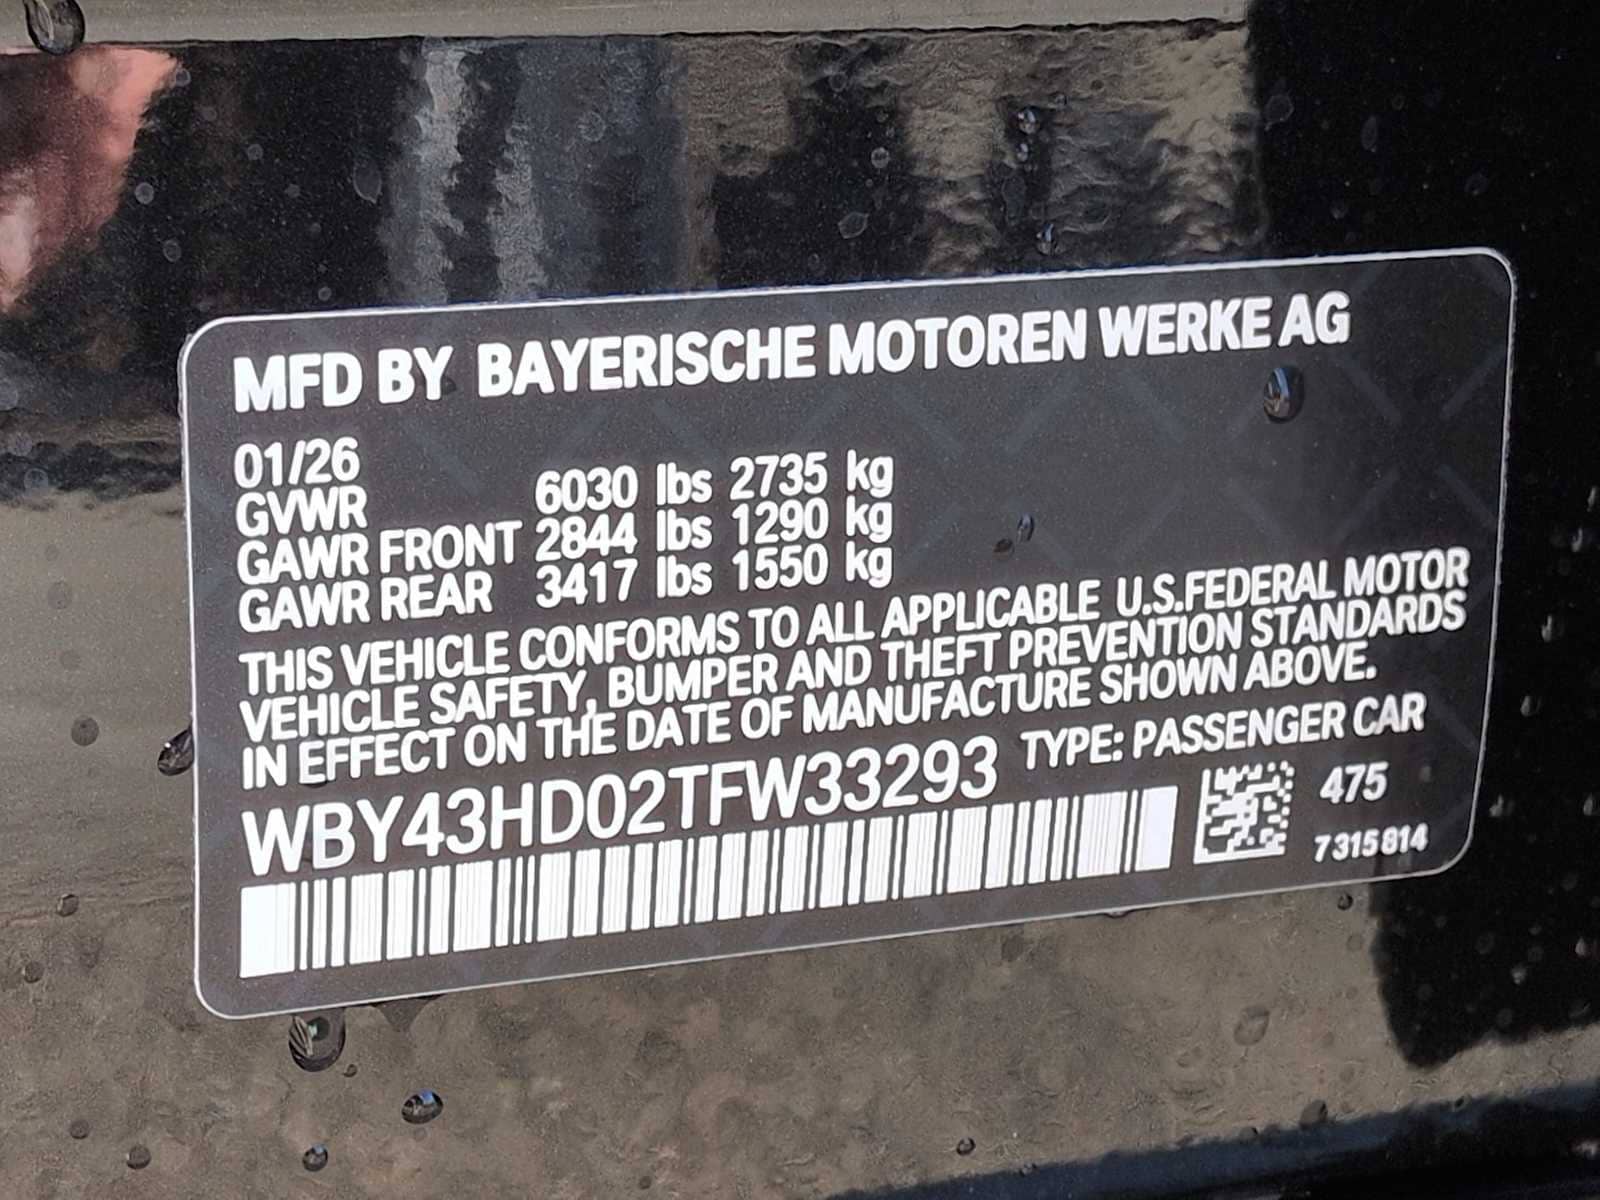 MFD BY BAYERISCHE MOTOREN WERKE AG
01/26
GVWR 6030 lbs 2735 kg
GAWR FRONT 2844 lbs 1290 kg
GAWR REAR 3417 lbs 1550 kg
THIS VEHICLE CONFORMS TO ALL APPLICABLE U.S.FEDERAL MOTOR
VEHICLE SAFETY, BUMPER AND THEFT PREVENTION STANDARDS
IN EFFECT ON THE DATE OF MANUFACTURE SHOWN ABOVE.
WBY43HD02TFW33293 TYPE: PASSENGER CAR
475
7315814